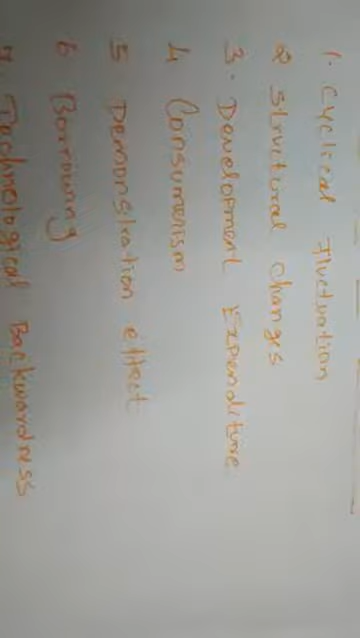 1. Cyclical Fluctuation
2 Structural changes
3. Development Expenditure
4 Consumerism
5 Demonstration effect
6 Borrowing
7. Technological Backwardness